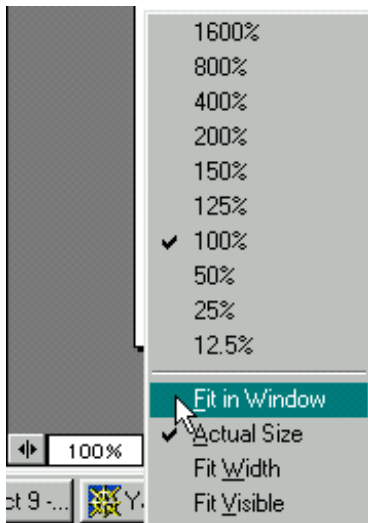 1600%
800%
400%
200%
150%
125%
100%
50%
25%
12.5%
Fit in Window
Actual Size
Fit Width
Fit Visible
100%
ct 9 -...
Y